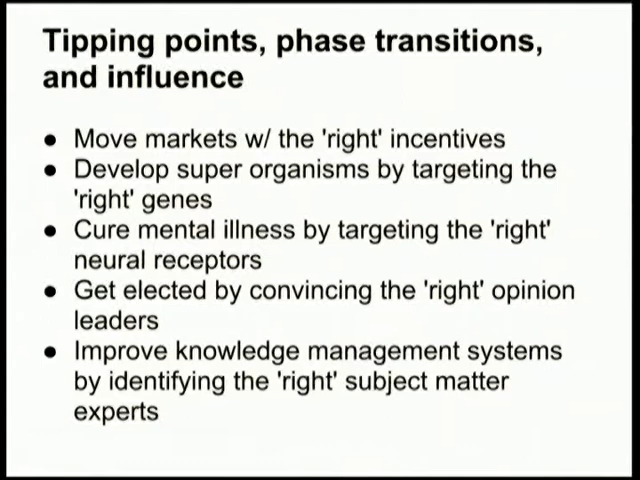 Tipping points, phase transitions,
and influence
● Move markets w/ the 'right' incentives
● Develop super organisms by targeting the
'right' genes
● Cure mental illness by targeting the 'right'
neural receptors
● Get elected by convincing the 'right' opinion
leaders
● Improve knowledge management systems
by identifying the 'right' subject matter
experts